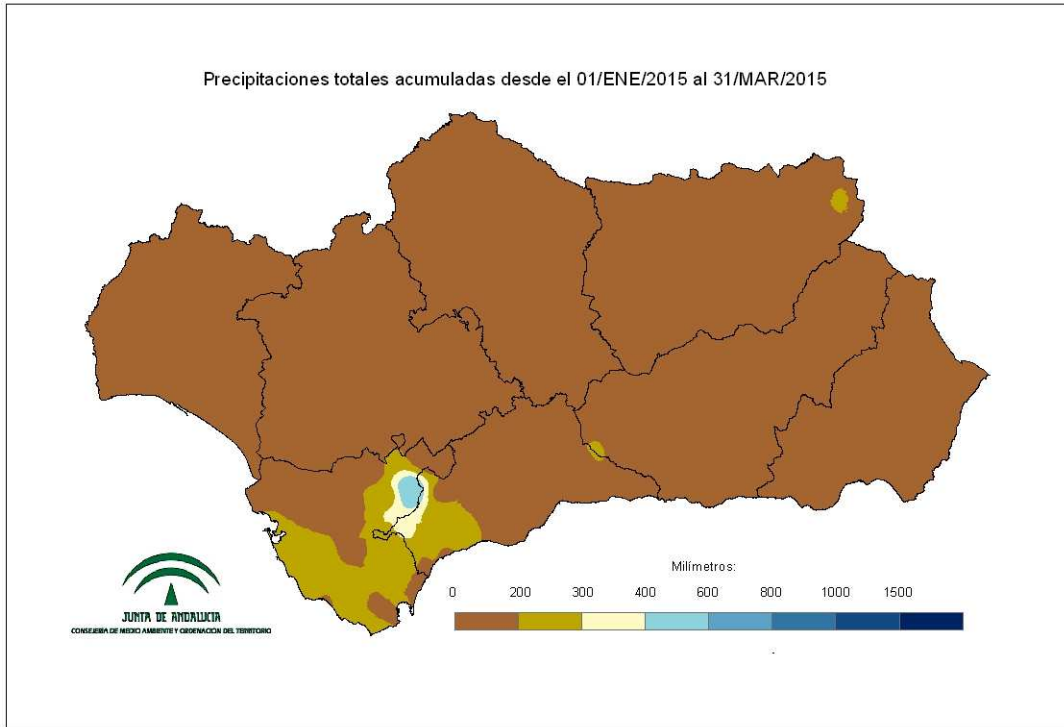 Precipitaciones totales acumuladas desde el 01/ENE/2015 al 31/MAR/2015
Milímetros:
0 200 300 400 600 800 1000 1500
JUNTA DE ANDALUCIA
CONSEJERÍA DE MEDIO AMBIENTE Y ORDENACIÓN DEL TERRITORIO